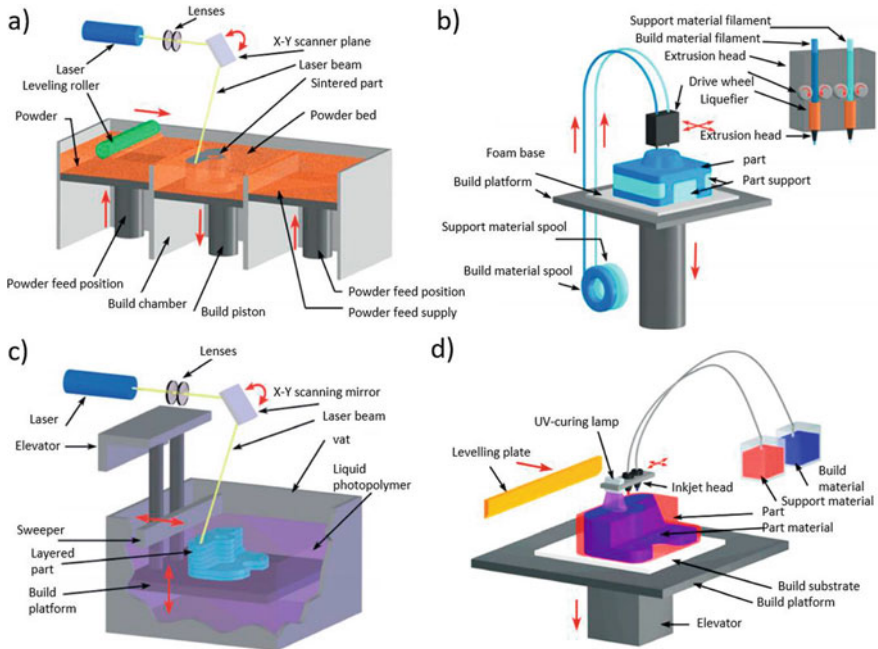 a)
Lenses
X-Y scanner plane
Laser beam
Sintered part
Laser
Leveling roller
Powder
Powder bed
Powder feed position
Build chamber
Build piston
Powder feed position
Powder feed supply
b)
Support material filament
Build material filament
Extrusion head
Drive wheel
Liquefier
Extrusion head
Foam base
Build platform
part
Part support
Support material spool
Build material spool
c)
Lenses
X-Y scanning mirror
Laser
Laser beam
Elevator
vat
Liquid
photopolymer
Sweeper
Layered
part
Build
platform
d)
UV-curing lamp
Levelling plate
Inkjet head
Build
material
Support material
Part
Part material
Build substrate
Build platform
Elevator